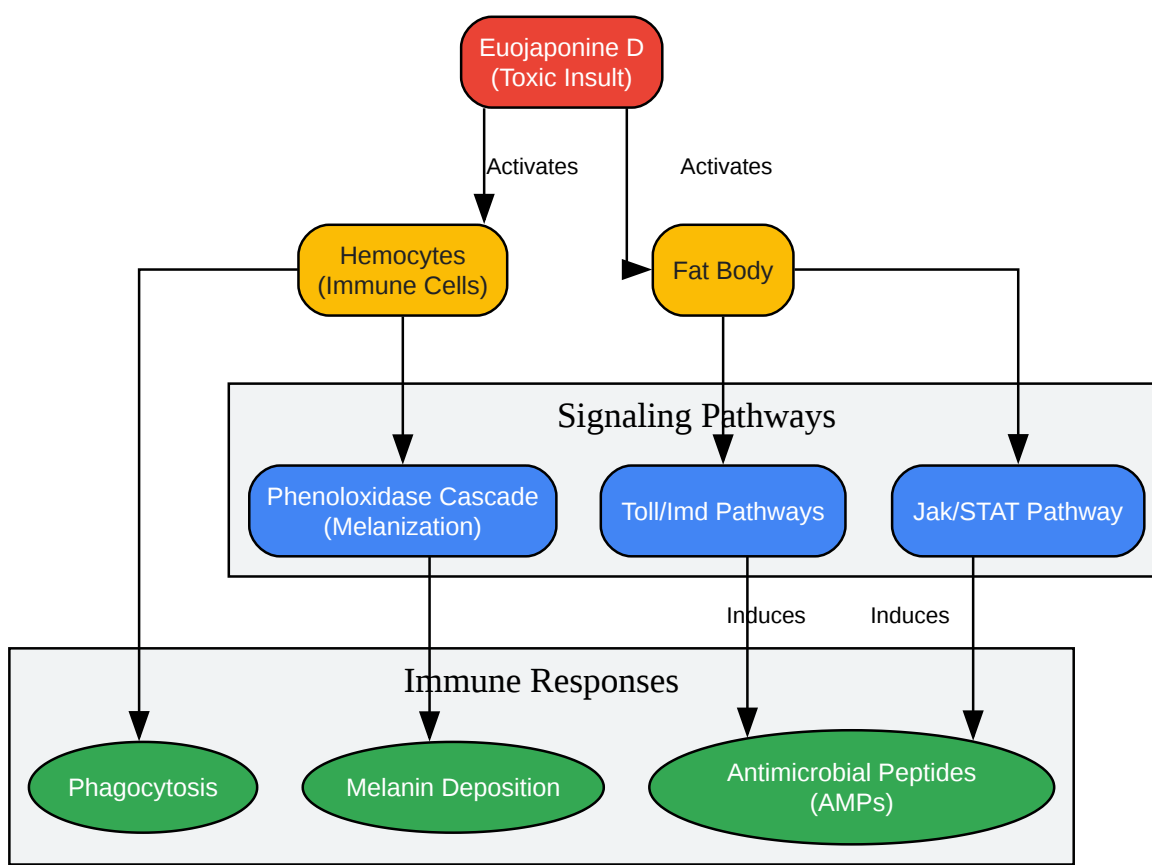 Euojaponine D
(Toxic Insult)
Activates
Activates
Hemocytes
(Immune Cells)
Fat Body
Signaling Pathways
Phenoloxidase Cascade
(Melanization)
Toll/Imd Pathways
Jak/STAT Pathway
Induces
Induces
Immune Responses
Phagocytosis
Melanin Deposition
Antimicrobial Peptides
(AMPs)